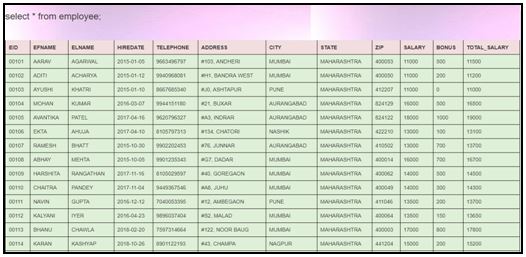 select * from employee;
EID EFNAME ELNAME HIREDATE TELEPHONE ADDRESS CITY STATE ZIP SALARY BONUS TOTAL_SALARY
00101 AARAV AGARWAL 2015-01-05 9663496797 #103, ANDHERI MUMBAI MAHARASHTRA 400053 11000 500 11500
00102 ADITI ACHARYA 2015-01-12 9940968081 #H1, BANDRA WEST MUMBAI MAHARASHTRA 400050 11000 200 11200
00103 AYUSHI KHATRI 2015-01-10 8667685340 #J0, ASHTAPUR PUNE MAHARASHTRA 412207 11000 0 11000
00104 MOHAN KUMAR 2016-03-07 9944151180 #21, BUKAR AURANGABAD MAHARASHTRA 824129 16000 500 16500
00105 AVANTIKA PATEL 2017-04-16 9620796327 #A3, INDRAR AURANGABAD MAHARASHTRA 824122 18000 1000 19000
00106 EKTA AHUJA 2017-04-10 8105797313 #134, CHATORI NASHIK MAHARASHTRA 422210 13000 100 13100
00107 RAMESH BHATT 2015-10-30 9902202453 #76, JUNNAR AURANGABAD MAHARASHTRA 410502 13000 700 13700
00108 ABHAY MEHTA 2015-10-05 9901235343 #G7, DADAR MUMBAI MAHARASHTRA 400014 16000 700 16700
00109 HARSHITA RANGATHAN 2017-11-16 8105029597 #40, GOREGAON MUMBAI MAHARASHTRA 400062 14000 500 14500
00110 CHAITRA PANDEY 2017-11-04 9449367546 #A6, JUHU MUMBAI MAHARASHTRA 400049 14000 300 14300
00111 NAVIN GUPTA 2016-12-12 7040053395 #12, AMBEGAON PUNE MAHARASHTRA 411046 13500 200 13700
00112 KALYANI IYER 2016-04-23 9896037404 #52, MALAD MUMBAI MAHARASHTRA 400064 13500 150 13650
00113 BHANU CHAWLA 2018-02-20 7597314664 #122, NOOR BAUG MUMBAI MAHARASHTRA 400003 17000 800 17800
00114 KARAN KASHYAP 2018-10-26 8901122193 #43, CHAMPA NAGPUR MAHARASHTRA 441204 15000 200 15200